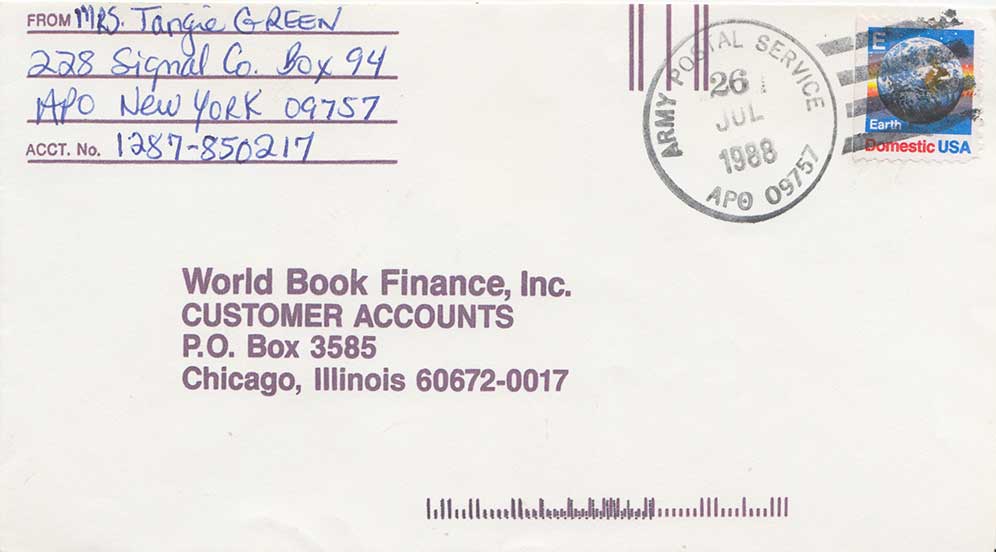 FROM MRS. Tangie GREEN
228 Signal Co. Box 94
APO New YORK 09757
ACCT. No. 1287-850217
ARMY POSTAL SERVICE
26
JUL
1988
APO 09757
E
Earth
Domestic USA
World Book Finance, Inc.
CUSTOMER ACCOUNTS
P.O. Box 3585
Chicago, Illinois 60672-0017